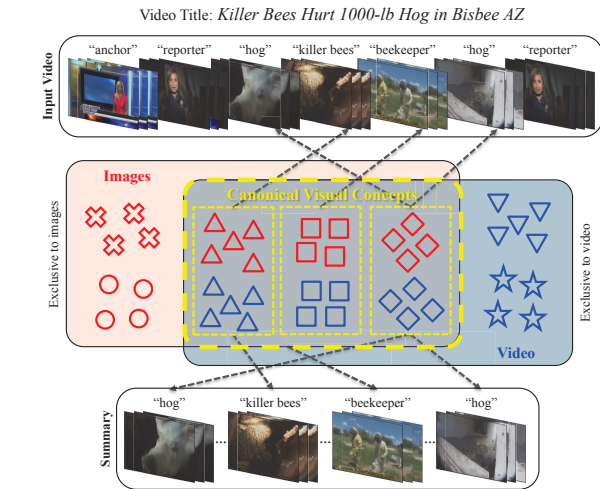 Video Title: Killer Bees Hurt 1000-lb Hog in Bisbee AZ
Input Video
“anchor” “reporter” “hog” “killer bees” “beekeeper” “hog” “reporter”
Images
Canonical Visual Concepts
Exclusive to images
Exclusive to video
Video
Summary
“hog” “killer bees” “beekeeper” “hog”